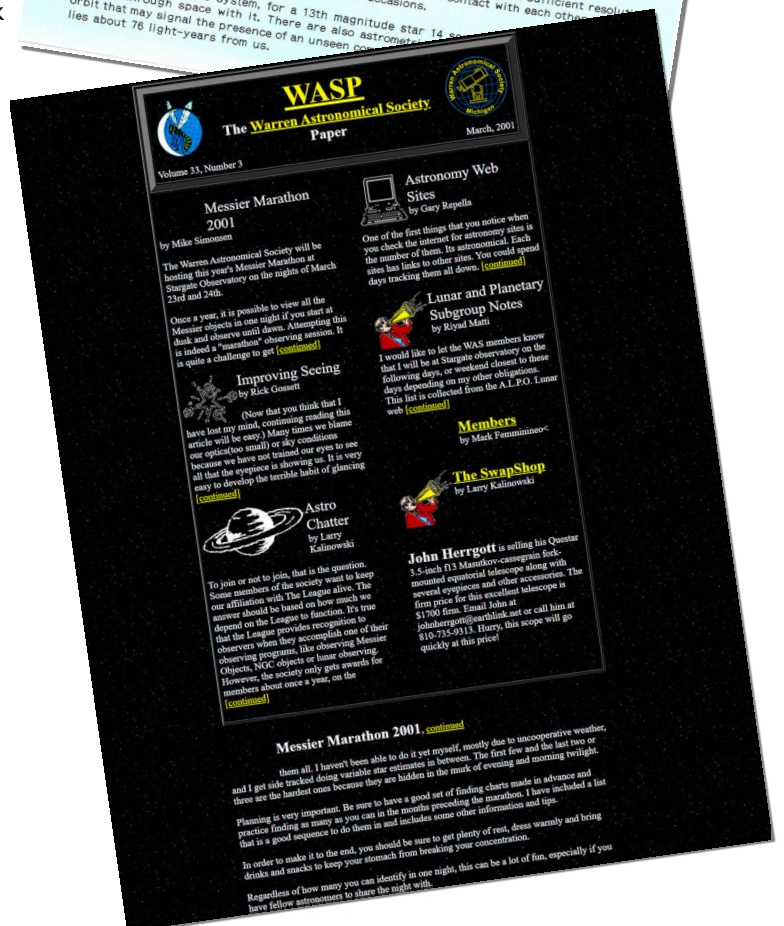 sufficient resolu
occasions.
contact with each othe
system, for a 13th magnitude star 14
rough space with it. There are also astrometri
orbit that may signal the presence of an unseen
lies about 76 light-years from us.
WASP
The Warren Astronomical Society
Paper
Warren Astronomical Society
Michigan
Volume 33, Number 3
March, 2001
Messier Marathon
2001
by Mike Simonsen
The Warren Astronomical Society will be
hosting this year's Messier Marathon at
Stargate Observatory on the nights of March
23rd and 24th.
Once a year, it is possible to view all the
Messier objects in one night if you start at
dusk and observe until dawn. Attempting this
is indeed a "marathon" observing session. It
is quite a challenge to get [continued]
Improving Seeing
by Rick Gossett
(Now that you think that I
have lost my mind, continuing reading this
article will be easy.) Many times we blame
our optics(too small) or sky conditions
because we have not trained our eyes to see
all that the eyepiece is showing us. It is very
easy to develop the terrible habit of glancing
[continued]
Astro
Chatter
by Larry
Kalinowski
To join or not to join, that is the question.
Some members of the society want to keep
our affiliation with The League alive. The
answer should be based on how much we
depend on the League to function. It's true
that the League provides recognition to
observers when they accomplish one of their
observing programs, like observing Messier
Objects, NGC objects or lunar observing.
However, the society only gets awards for
members about once a year, on the
[continued]
Astronomy Web
Sites
by Gary Repella
One of the first things that you notice when
you check the internet for astronomy sites is
the number of them. Its astronomical. Each
sites has links to other sites. You could spend
days tracking them all down. [continued]
Lunar and Planetary
Subgroup Notes
by Riyad Matti
I would like to let the WAS members know
that I will be at Stargate observatory on the
following days, or weekend closest to these
days depending on my other obligations.
This list is collected from the A.L.P.O. Lunar
web [continued]
Members
by Mark Femminineo<
The SwapShop
by Larry Kalinowski
John Herrgott is selling his Questar
3.5-inch f13 Masutkov-cassegrain fork-
mounted equatorial telescope along with
several eyepieces and other accessories. The
firm price for this excellent telescope is
$1700 firm. Email John at
johnherrgott@earthlink.net or call him at
810-735-9313. Hurry, this scope will go
quickly at this price!
Messier Marathon 2001, continued
them all. I haven't been able to do it yet myself, mostly due to uncooperative weather,
and I get side tracked doing variable star estimates in between. The first few and the last two or
three are the hardest ones because they are hidden in the murk of evening and morning twilight.
Planning is very important. Be sure to have a good set of finding charts made in advance and
practice finding as many as you can in the months preceding the marathon. I have included a list
that is a good sequence to do them in and includes some other information and tips.
In order to make it to the end, you should be sure to get plenty of rest, dress warmly and bring
drinks and snacks to keep your stomach from breaking your concentration.
Regardless of how many you can identify in one night, this can be a lot of fun, especially if you
have fellow astronomers to share the night with.